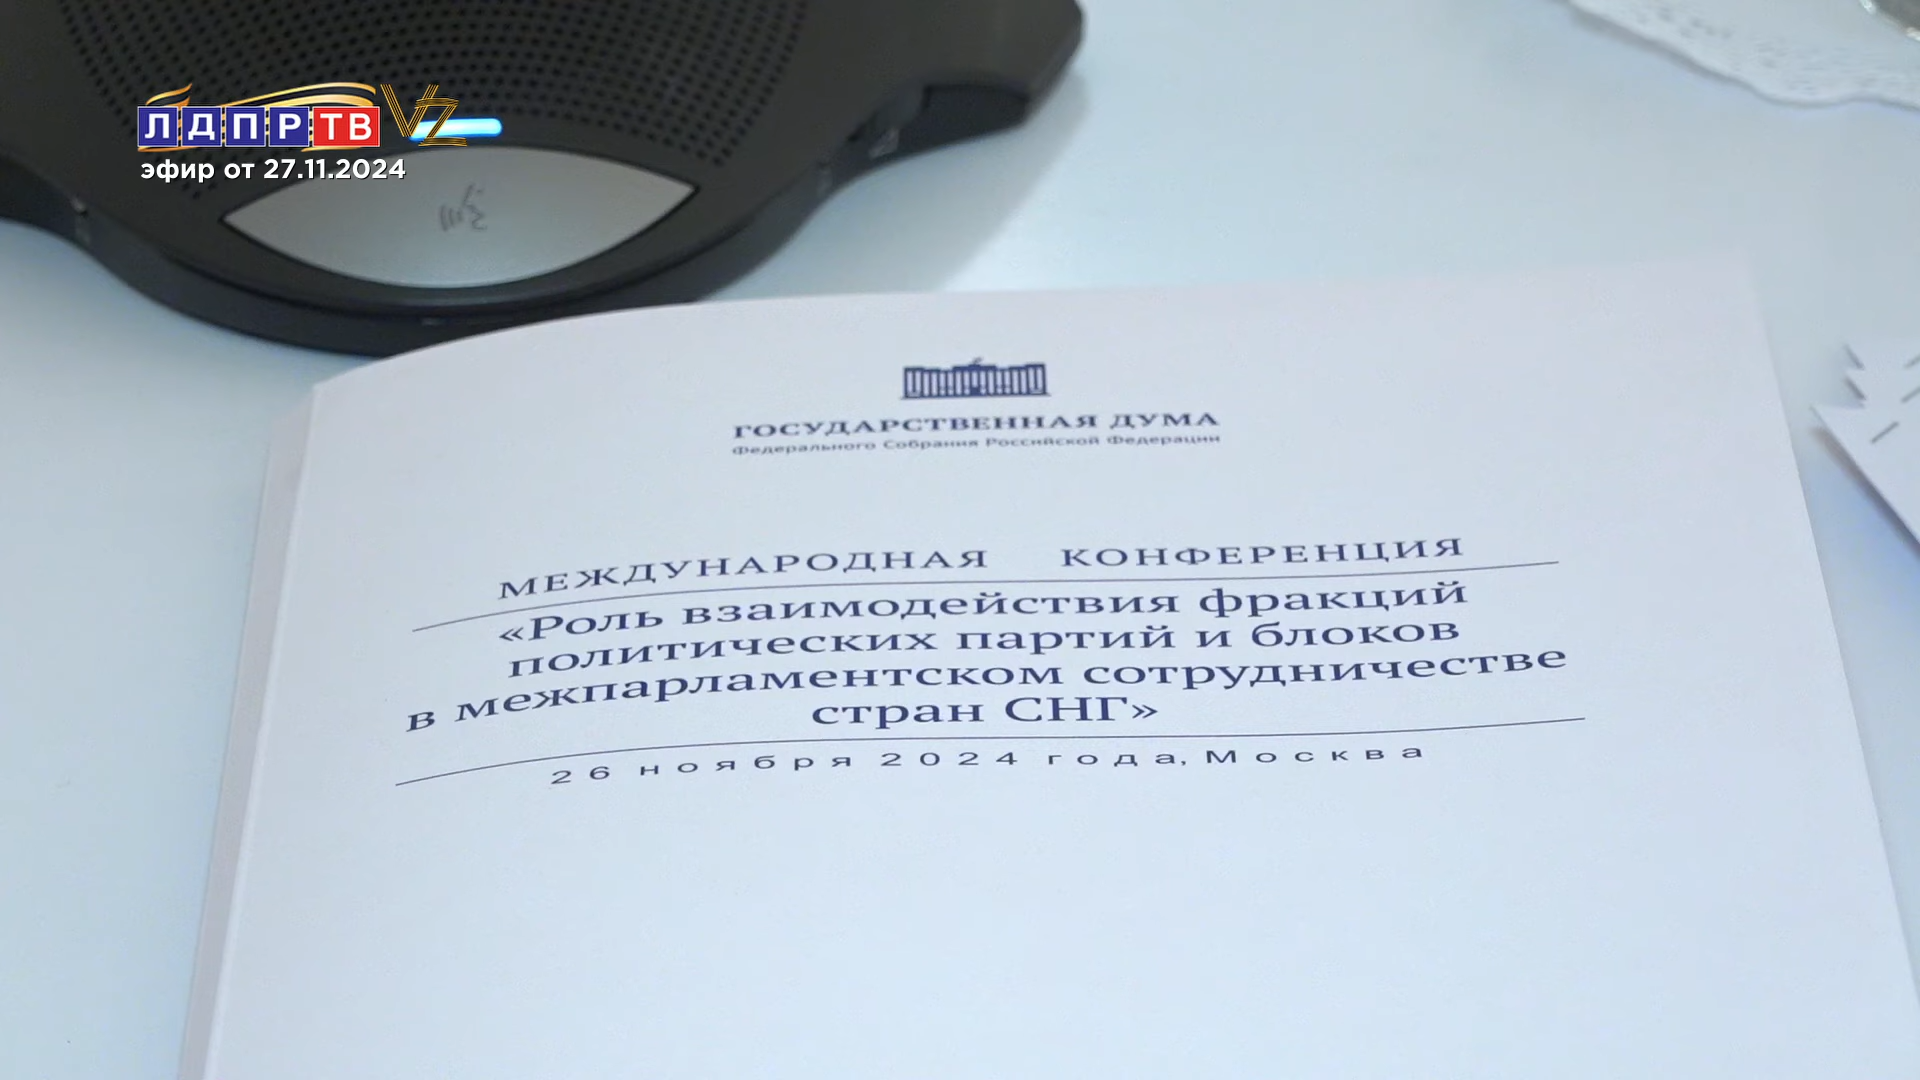 ЛДПР ТВ VZ
эфир от 27.11.2024
ГОСУДАРСТВЕННАЯ ДУМА
Федерального Собрания Российской Федерации
МЕЖДУНАРОДНАЯ КОНФЕРЕНЦИЯ
«Роль взаимодействия фракций
политических партий и блоков
в межпарламентском сотрудничестве
стран СНГ»
26 ноября 2024 года, Москва